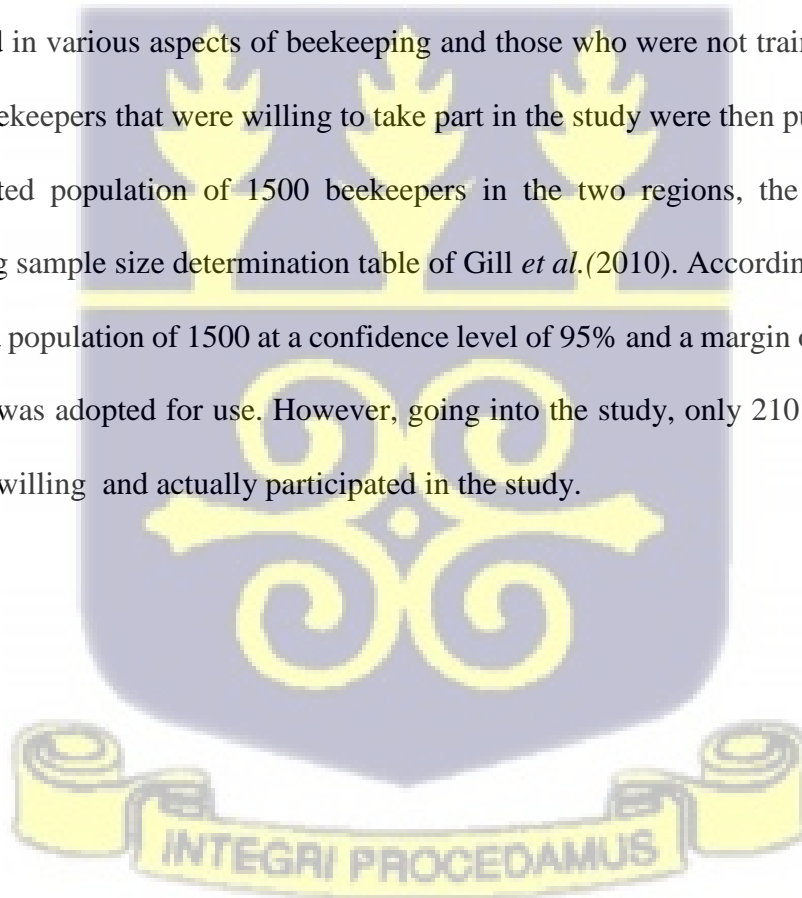 in various aspects of beekeeping and those who were not
ekeepers that were willing to take part in the study were then
ted population of 1500 beekeepers in the two regions, the
g sample size determination table of Gill et al.(2010).
population of 1500 at a confidence level of 95% and a margin
was adopted for use. However, going into the study, only 210
willing and actually participated in the study.
INTEGRI PROCEDAMUS